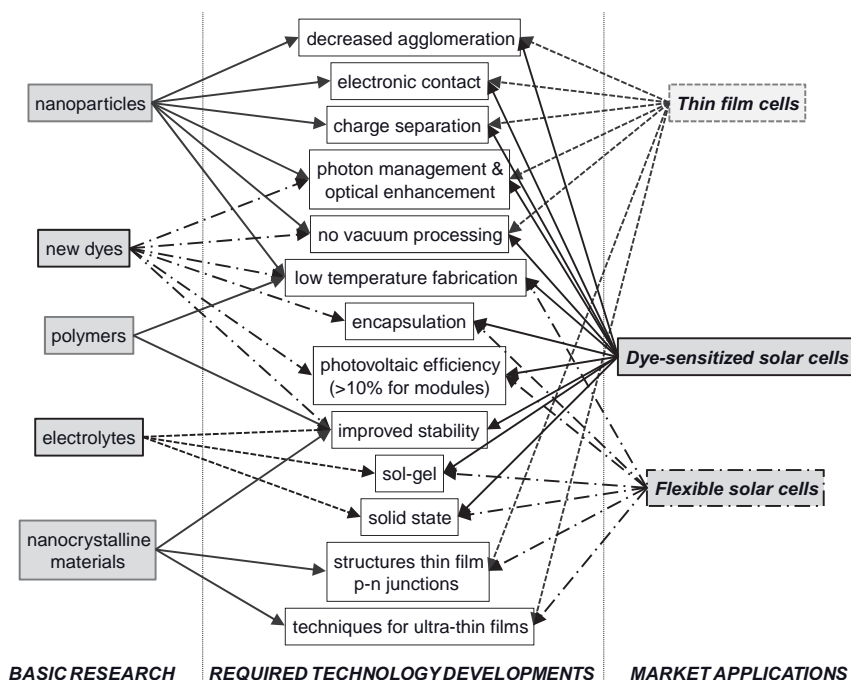 decreased agglomeration
electronic contact
nanoparticles
Thin film cells
charge separation
photon management &
optical enhancement
no vacuum processing
new dyes
low temperature fabrication
encapsulation
polymers
Dye-sensitized solar cells
photovoltaic efficiency
(>10% for modules)
electrolytes
improved stability
sol-gel
Flexible solar cells
solid state
nanocrystalline
materials
structures thin film
p-n junctions
techniques for ultra-thin films
BASIC RESEARCH
REQUIRED TECHNOLOGY DEVELOPMENTS
MARKET APPLICATIONS